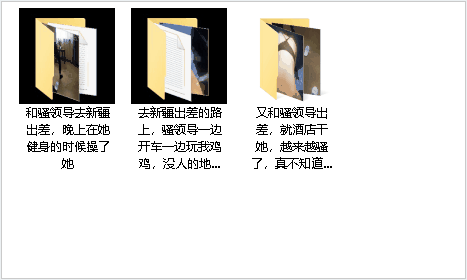 和骚领导去新疆
出差，晚上在她
健身的时候操了
她
去新疆出差的路
上，骚领导一边
开车一边玩我鸡
鸡，没人的地...
又和骚领导出
差，就酒店干
她，越来越骚
了，真不知道...